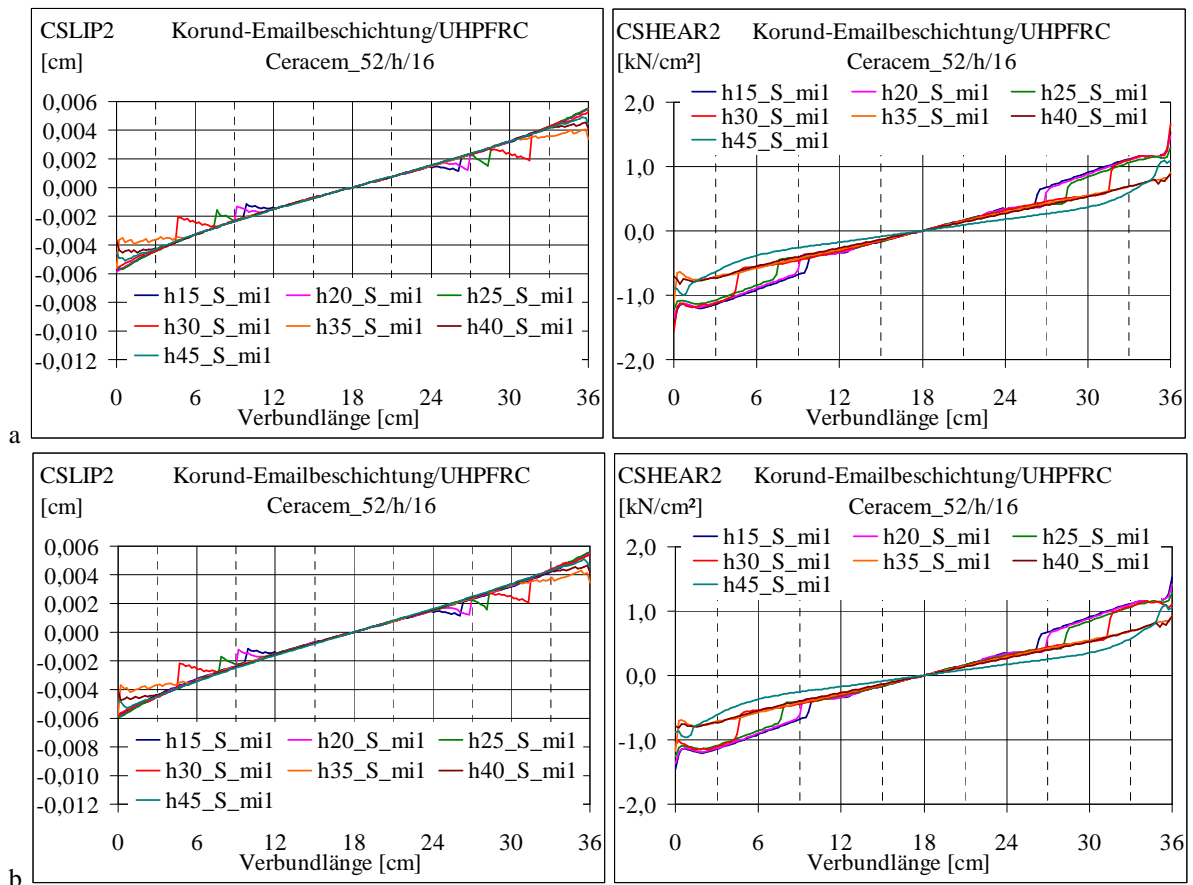 CSLIP2 Korund-Emailbeschichtung/UHPFRC
[cm] Ceracem_52/h/16
0,006
0,004
0,002
0,000
-0,002
-0,004
-0,006
-0,008
-0,010
-0,012
h15_S_mi1 h20_S_mi1 h25_S_mi1
h30_S_mi1 h35_S_mi1 h40_S_mi1
h45_S_mi1
0 6 12 18 24 30 36
Verbundlänge [cm]
CSHEAR2 Korund-Emailbeschichtung/UHPFRC
[kN/cm²] Ceracem_52/h/16
h15_S_mi1 h20_S_mi1 h25_S_mi1
h30_S_mi1 h35_S_mi1 h40_S_mi1
h45_S_mi1
2,0
1,0
0,0
-1,0
-2,0
0 6 12 18 24 30 36
Verbundlänge [cm]
a
CSLIP2 Korund-Emailbeschichtung/UHPFRC
[cm] Ceracem_52/h/16
0,006
0,004
0,002
0,000
-0,002
-0,004
-0,006
-0,008
-0,010
-0,012
h15_S_mi1 h20_S_mi1 h25_S_mi1
h30_S_mi1 h35_S_mi1 h40_S_mi1
h45_S_mi1
0 6 12 18 24 30 36
Verbundlänge [cm]
CSHEAR2 Korund-Emailbeschichtung/UHPFRC
[kN/cm²] Ceracem_52/h/16
h15_S_mi1 h20_S_mi1 h25_S_mi1
h30_S_mi1 h35_S_mi1 h40_S_mi1
h45_S_mi1
2,0
1,0
0,0
-1,0
-2,0
0 6 12 18 24 30 36
Verbundlänge [cm]
b